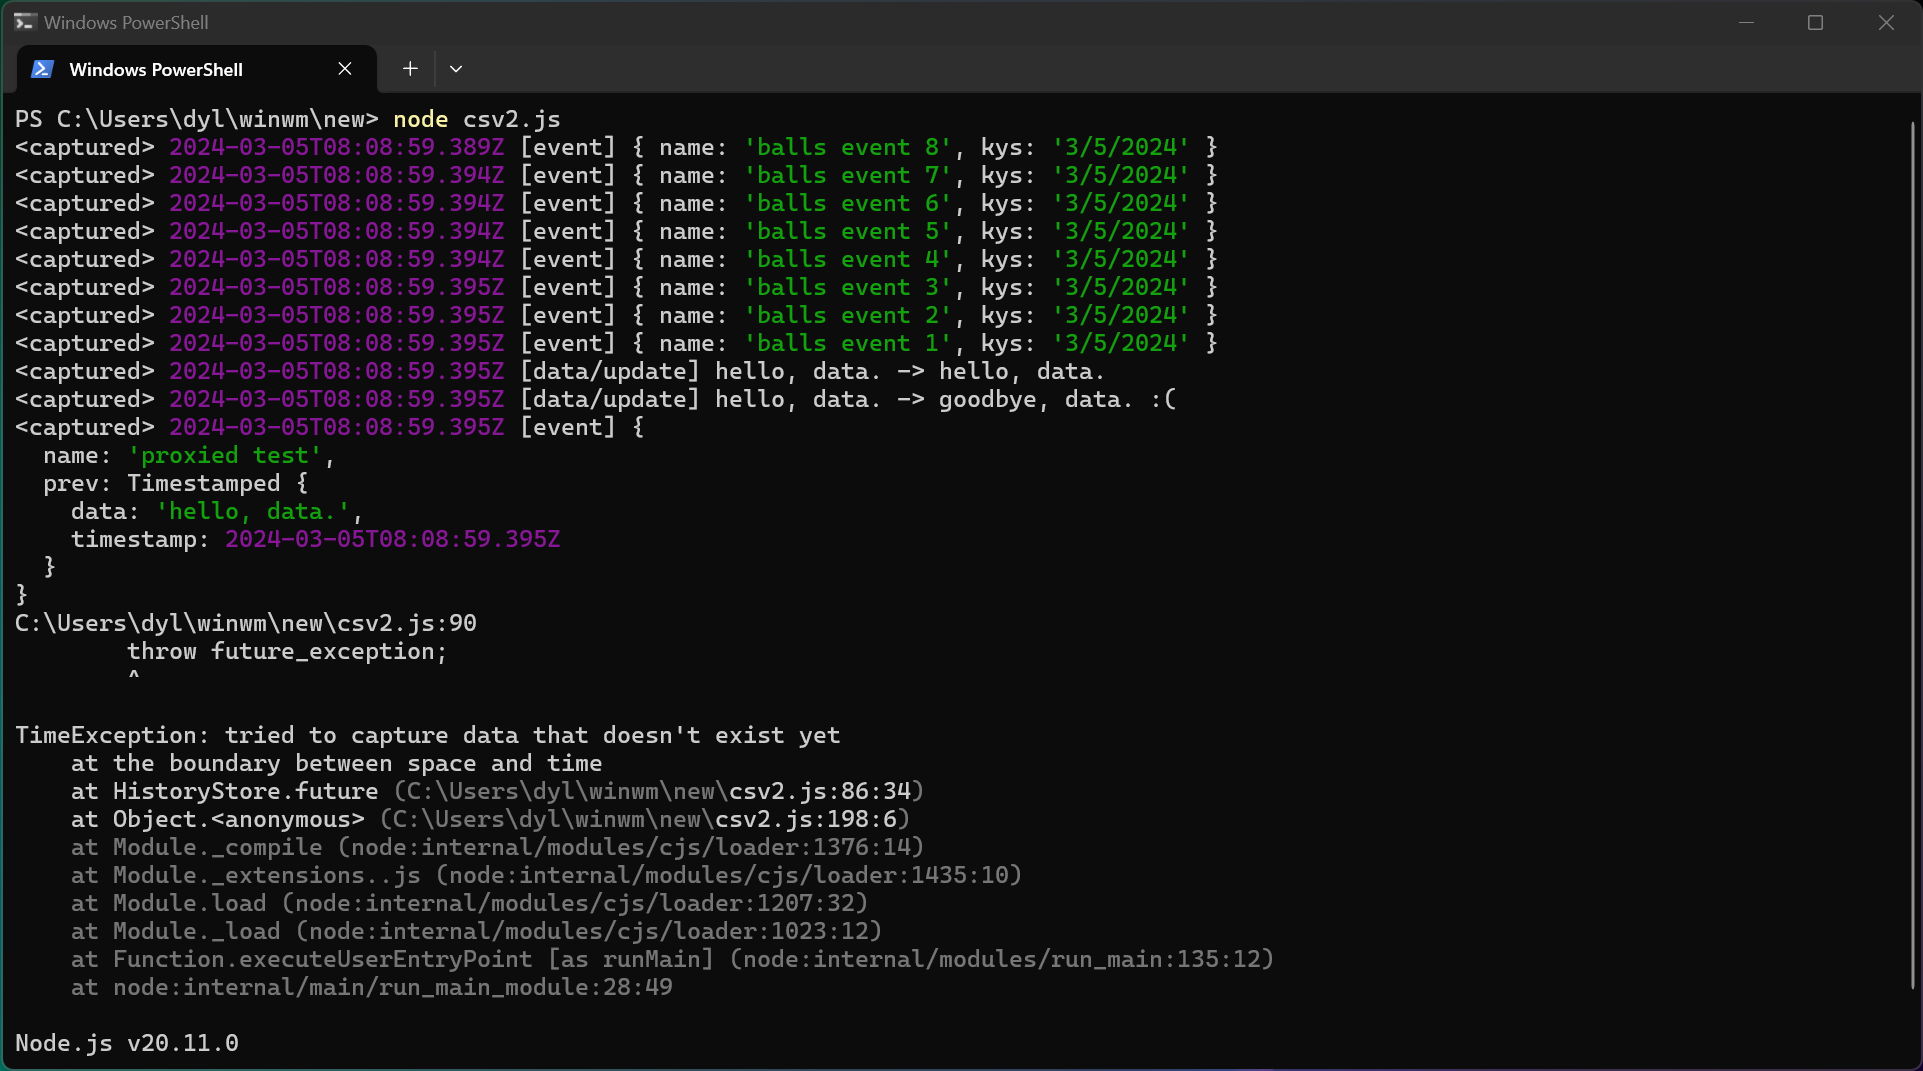 Windows PowerShell
Windows PowerShell
PS C:\Users\dyl\winwm\new> node csv2.js
<captured> 2024-03-05T08:08:59.389Z [event] { name: 'balls event 8', kys: '3/5/2024' }
<captured> 2024-03-05T08:08:59.394Z [event] { name: 'balls event 7', kys: '3/5/2024' }
<captured> 2024-03-05T08:08:59.394Z [event] { name: 'balls event 6', kys: '3/5/2024' }
<captured> 2024-03-05T08:08:59.394Z [event] { name: 'balls event 5', kys: '3/5/2024' }
<captured> 2024-03-05T08:08:59.394Z [event] { name: 'balls event 4', kys: '3/5/2024' }
<captured> 2024-03-05T08:08:59.395Z [event] { name: 'balls event 3', kys: '3/5/2024' }
<captured> 2024-03-05T08:08:59.395Z [event] { name: 'balls event 2', kys: '3/5/2024' }
<captured> 2024-03-05T08:08:59.395Z [event] { name: 'balls event 1', kys: '3/5/2024' }
<captured> 2024-03-05T08:08:59.395Z [data/update] hello, data. -> hello, data.
<captured> 2024-03-05T08:08:59.395Z [data/update] hello, data. -> goodbye, data. :(
<captured> 2024-03-05T08:08:59.395Z [event] {
  name: 'proxied test',
  prev: Timestamped {
    data: 'hello, data.',
    timestamp: 2024-03-05T08:08:59.395Z
  }
}
C:\Users\dyl\winwm\new\csv2.js:90
        throw future_exception;
        ^

TimeException: tried to capture data that doesn't exist yet
    at the boundary between space and time
    at HistoryStore.future (C:\Users\dyl\winwm\new\csv2.js:86:34)
    at Object.<anonymous> (C:\Users\dyl\winwm\new\csv2.js:198:6)
    at Module._compile (node:internal/modules/cjs/loader:1376:14)
    at Module._extensions..js (node:internal/modules/cjs/loader:1435:10)
    at Module.load (node:internal/modules/cjs/loader:1207:32)
    at Module._load (node:internal/modules/cjs/loader:1023:12)
    at Function.executeUserEntryPoint [as runMain] (node:internal/modules/run_main:135:12)
    at node:internal/main/run_main_module:28:49

Node.js v20.11.0